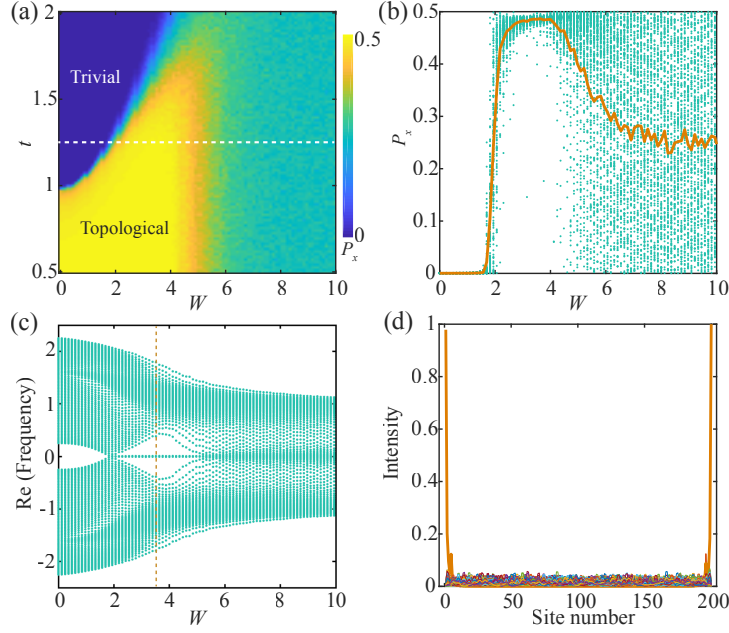 (a)
2
1.5
t
1
0.5
Trivial
Topological
0 2 4 6 8 10
W
0.5
0
Pₓ
(b)
0.5
0.4
0.3
Pₓ
0.2
0.1
0
0 2 4 6 8 10
W
(c)
2
1
0
-1
-2
Re (Frequency)
0 2 4 6 8 10
W
(d)
1
0.8
0.6
Intensity
0.4
0.2
0
0 50 100 150 200
Site number